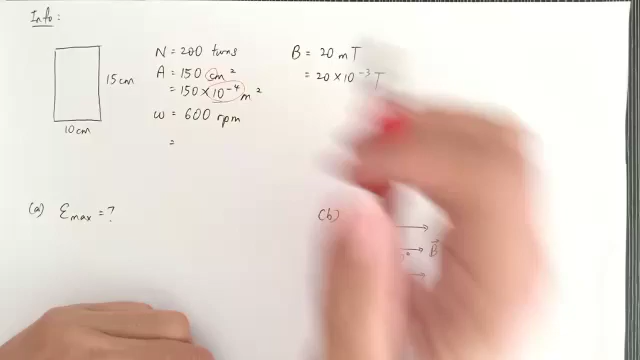 Info:
15 cm
10 cm
N = 200 turns
A = 150 cm²
= 150 × 10⁻⁴ m²
ω = 600 rpm
=
B = 20 mT
= 20 × 10⁻³ T
(a) ε max = ?
(b)
B⃗